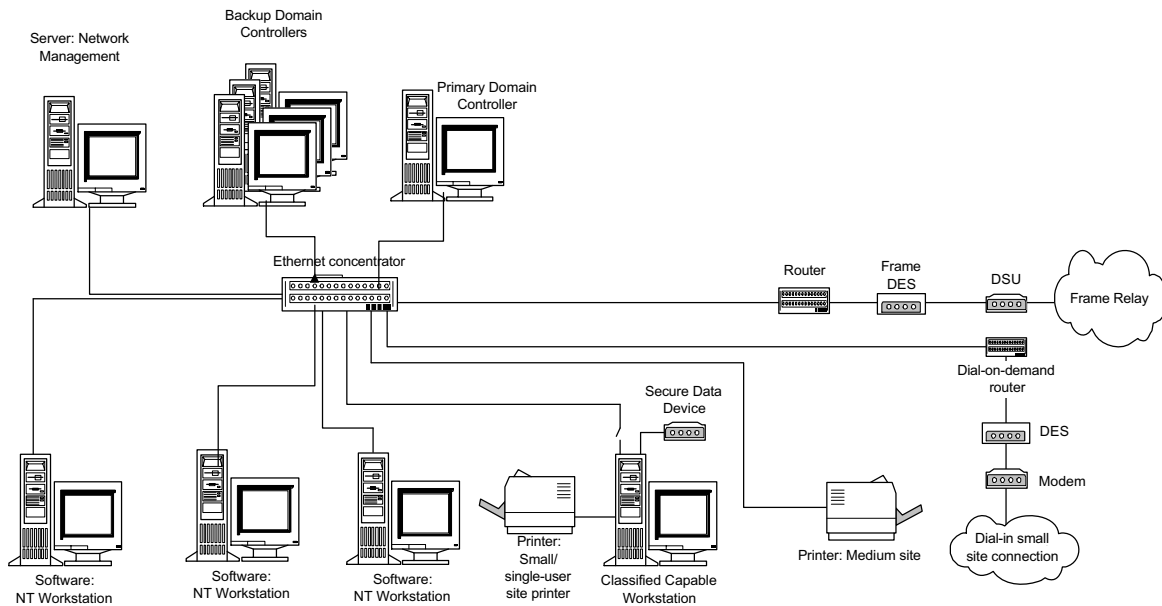 Backup Domain
Controllers
Server: Network
Management
Primary Domain
Controller
Ethernet concentrator
Router
Frame
DES
DSU
Frame Relay
Dial-on-demand
router
Secure Data
Device
DES
Modem
Dial-in small
site connection
Printer: Medium site
Printer:
Small/
single-user
site printer
Classified Capable
Workstation
Software:
NT Workstation
Software:
NT Workstation
Software:
NT Workstation